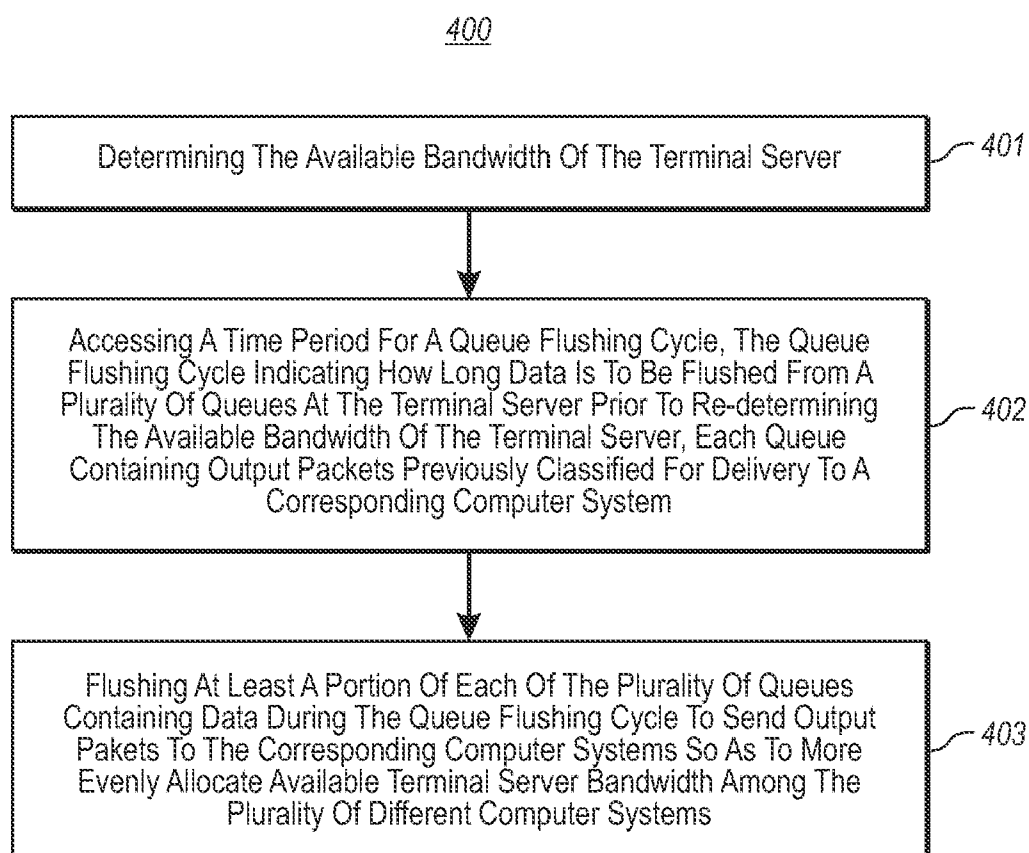 400
Determining The Available Bandwidth Of The Terminal Server
401
Accessing A Time Period For A Queue Flushing Cycle, The Queue
Flushing Cycle Indicating How Long Data Is To Be Flushed From A
Plurality Of Queues At The Terminal Server Prior To Re-determining
The Available Bandwidth Of The Terminal Server, Each Queue
Containing Output Packets Previously Classified For Delivery To A
Corresponding Computer System
402
Flushing At Least A Portion Of Each Of The Plurality Of Queues
Containing Data During The Queue Flushing Cycle To Send Output
Pakets To The Corresponding Computer Systems So As To More
Evenly Allocate Available Terminal Server Bandwidth Among The
Plurality Of Different Computer Systems
403